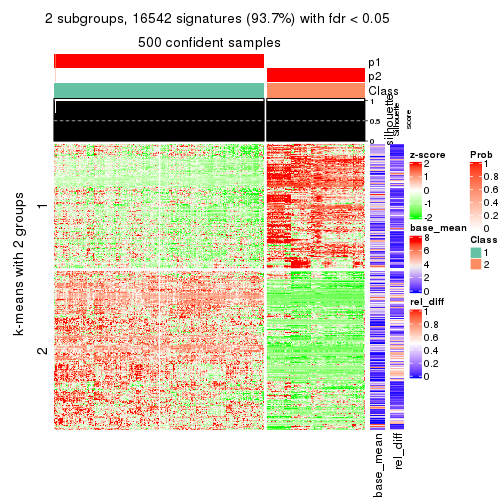 2 subgroups, 16542 signatures (93.7%) with fdr < 0.05
500 confident samples
p1
p2
Class
1
0.5
0
silhouette
Silhouette
score
k-means with 2 groups
1
2
base_mean
rel_diff
z-score
2
1
0
-1
-2
base_mean
8
6
4
2
0
rel_diff
1
0.8
0.6
0.4
0.2
0
Prob
1
0.8
0.6
0.4
0.2
0
Class
1
2